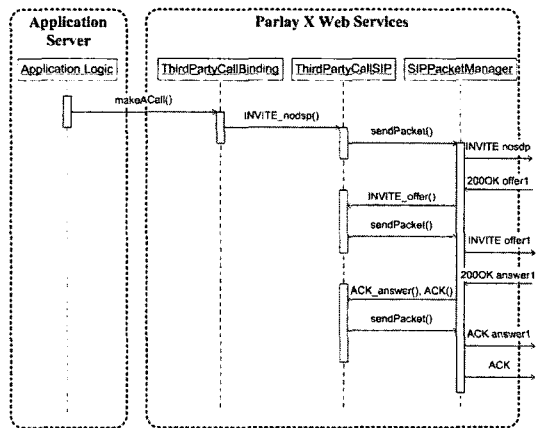 Application
Server
Parlay X Web Services
Application Logic
ThirdPartyCallBinding
ThirdPartyCallSIP
SIPPacketManager
makeACall()
INVITE_nodsp()
sendPacket()
INVITE nosdp
200OK offer1
INVITE_offer()
sendPacket()
INVITE offer1
200OK answer1
ACK_answer(), ACK()
sendPacket()
ACK answer1
ACK